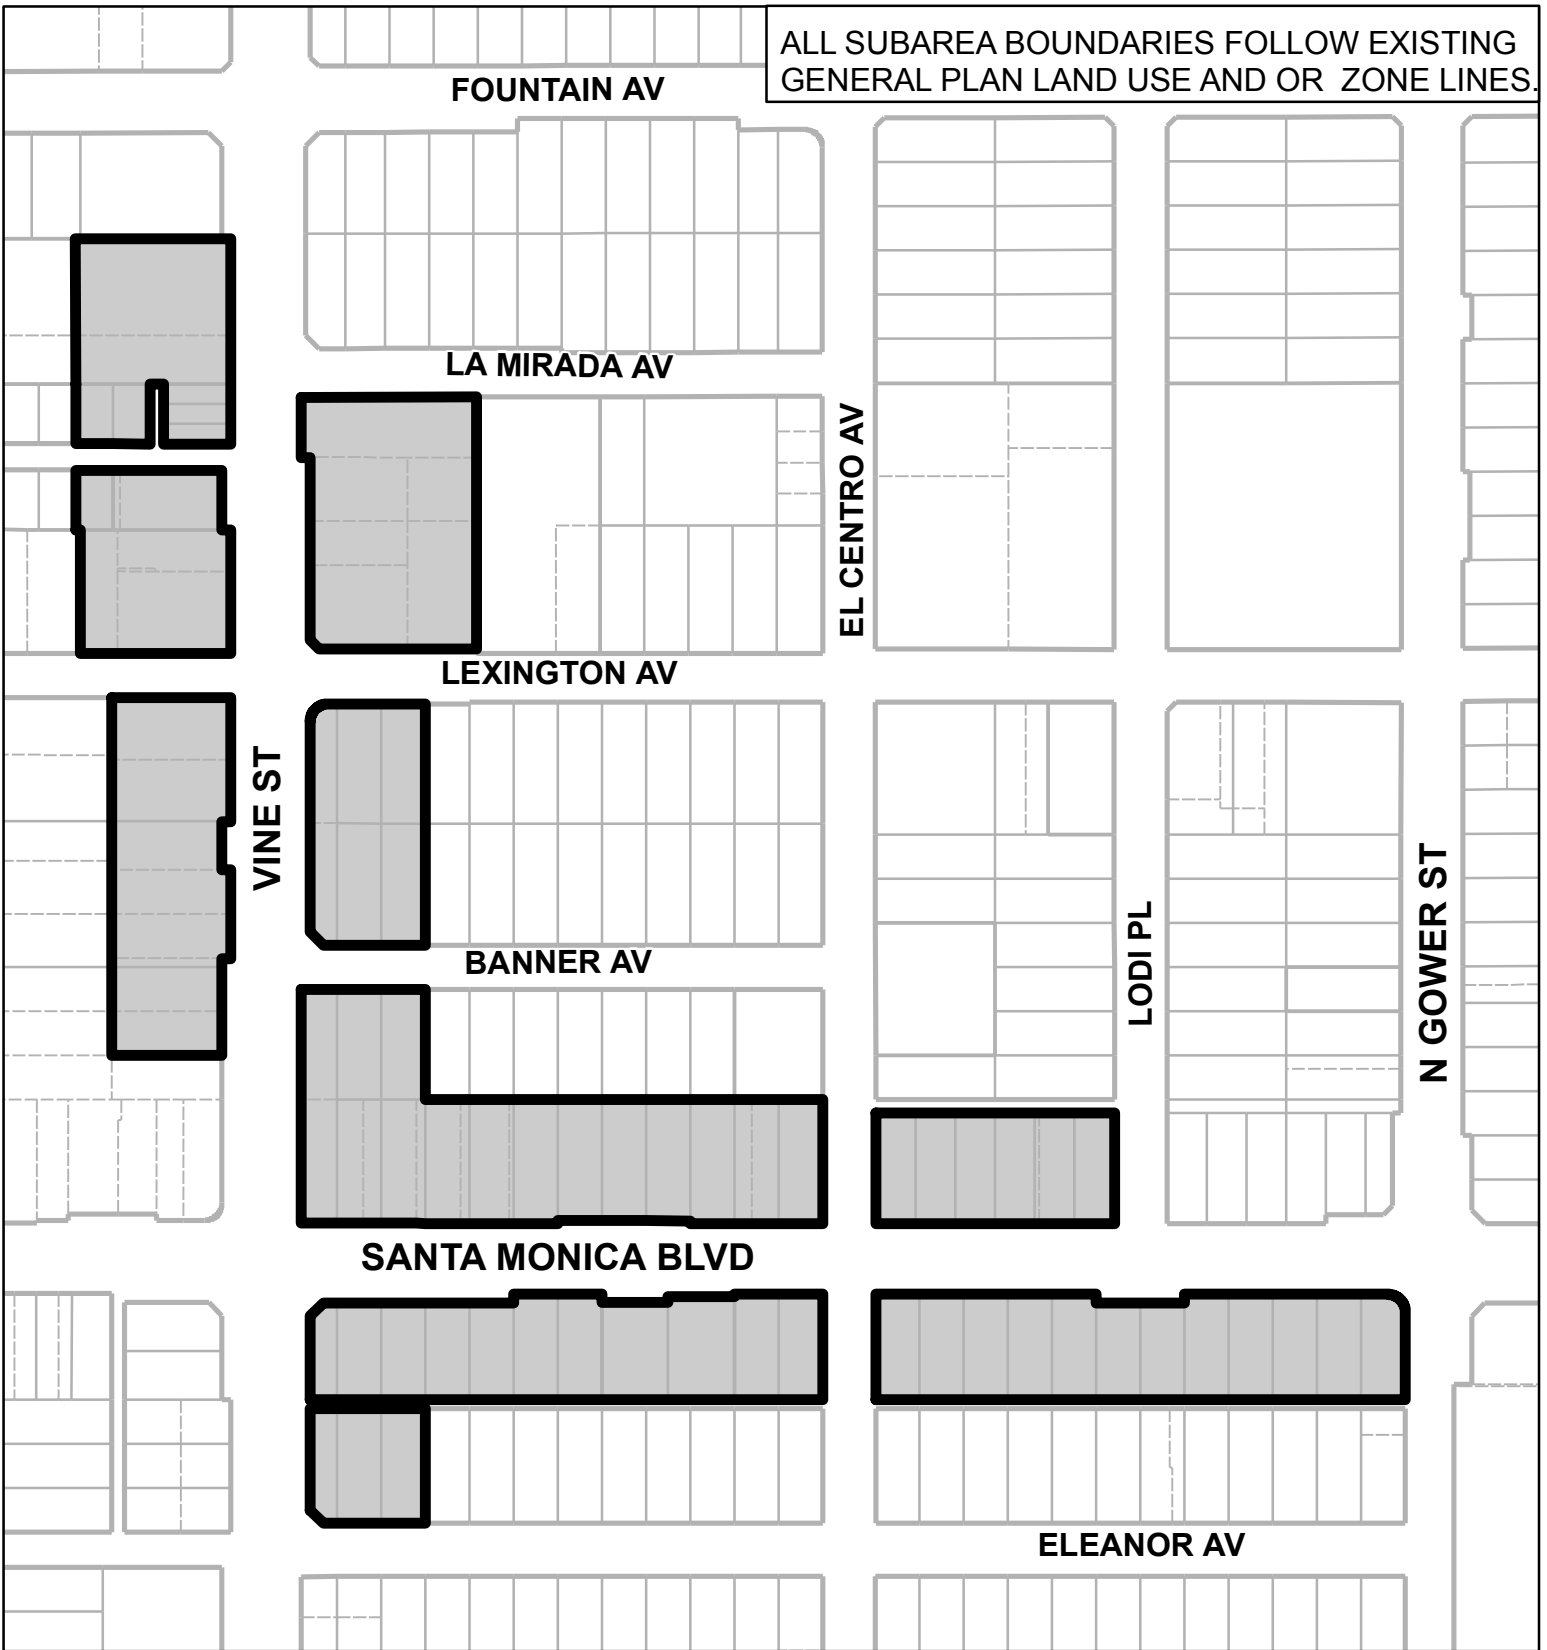 ALL SUBAREA BOUNDARIES FOLLOW EXISTING
GENERAL PLAN LAND USE AND OR ZONE LINES.
FOUNTAIN AV
LA MIRADA AV
EL CENTRO AV
LEXINGTON AV
VINE ST
N GOWER ST
LODI PL
BANNER AV
SANTA MONICA BLVD
ELEANOR AV